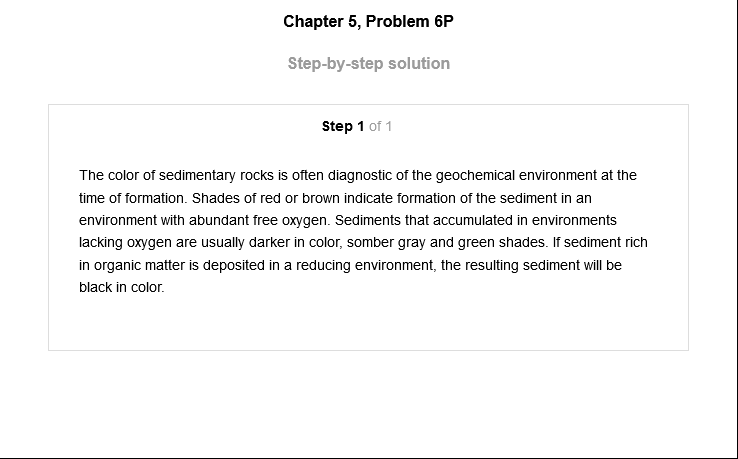 Chapter 5, Problem 6P
Step-by-step solution
Step 1 of 1
The color of sedimentary rocks is often diagnostic of the geochemical environment at the
time of formation. Shades of red or brown indicate formation of the sediment in an
environment with abundant free oxygen. Sediments that accumulated in environments
lacking oxygen are usually darker in color, somber gray and green shades. If sediment rich
in organic matter is deposited in a reducing environment, the resulting sediment will be
black in color.